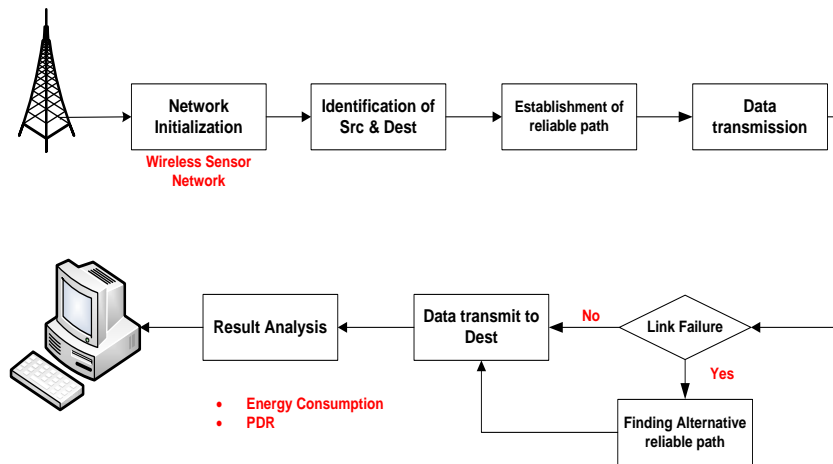 Network
Initialization
Identification of
Src & Dest
Establishment of
reliable path
Data
transmission
Wireless Sensor
Network
Result Analysis
Data transmit to
Dest
No
Link Failure
Yes
• Energy Consumption
• PDR
Finding Alternative
reliable path